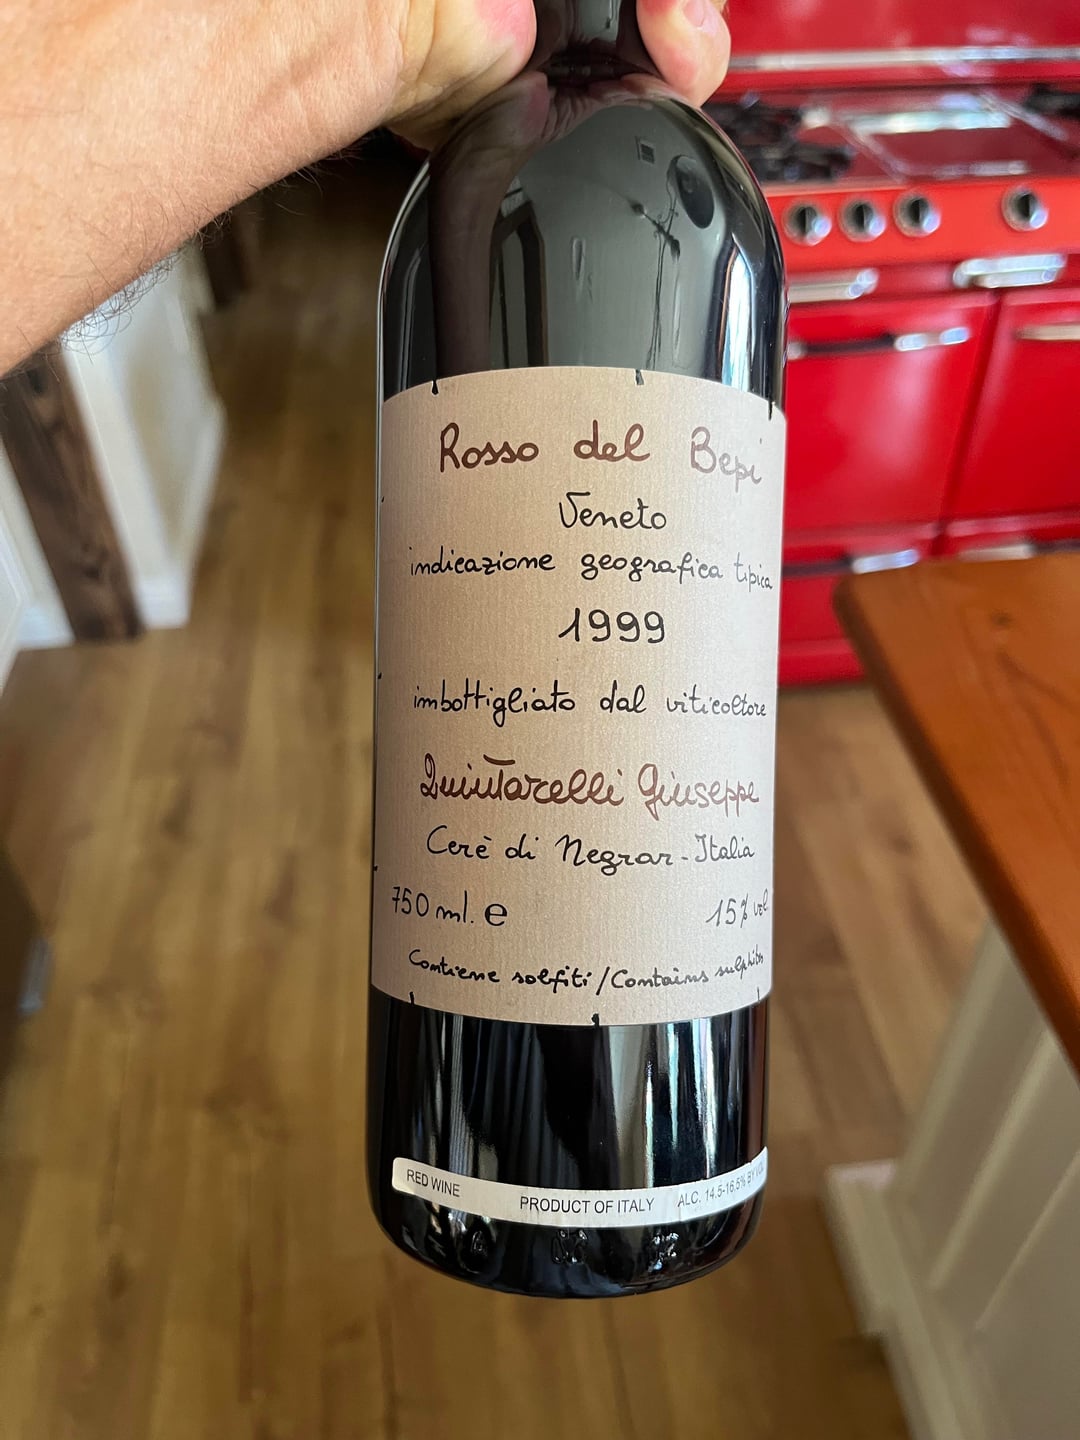 Rosso del Bepi
Veneto
indicazione geografica tipica
1999
imbottigliato dal viticoltore
Quintarelli Giuseppe
Cerè di Negrar - Italia
750 ml. e 15% vol
Contiene solfiti / Contains sulphites
RED WINE PRODUCT OF ITALY ALC. 14.5-16.5% BY VOL